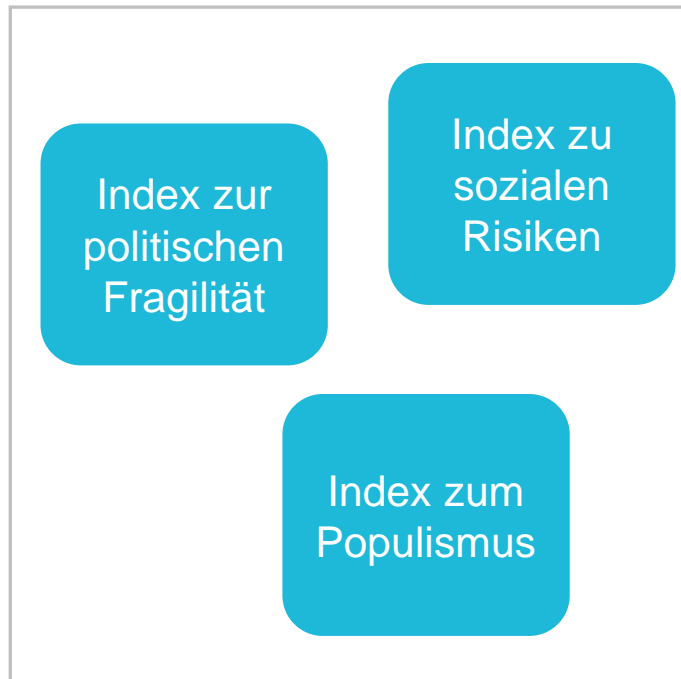 Index zur
politischen
Fragilität
Index zu
sozialen
Risiken
Index zum
Populismus